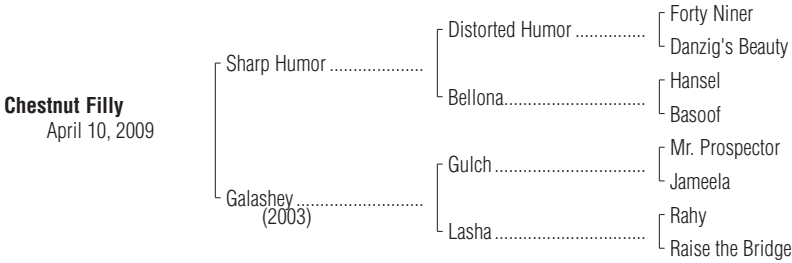 Forty Niner
Distorted Humor ...............
Danzig's Beauty
Sharp Humor ....................
Hansel
Bellona..............................
Basoof
Chestnut Filly
April 10, 2009
Mr. Prospector
Gulch ................................
Jameela
Galashey ...........................
(2003)
Rahy
Lasha ................................
Raise the Bridge